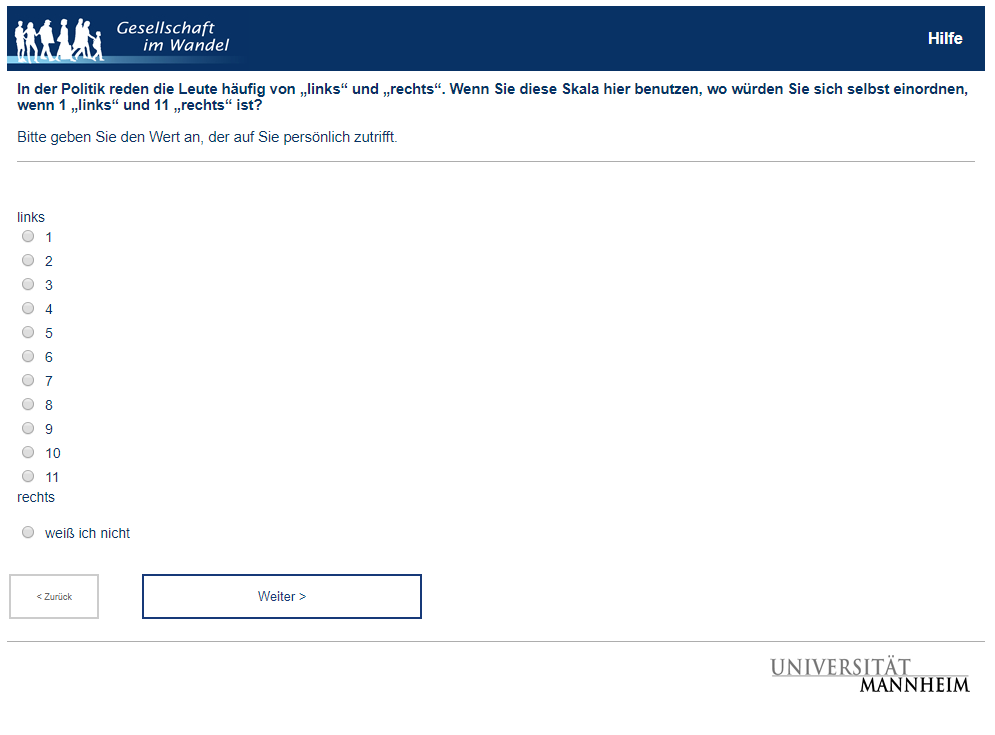 Gesellschaft
im Wandel
Hilfe
In der Politik reden die Leute häufig von „links“ und „rechts“. Wenn Sie diese Skala hier benutzen, wo würden Sie sich selbst einordnen,
wenn 1 „links“ und 11 „rechts“ ist?
Bitte geben Sie den Wert an, der auf Sie persönlich zutrifft.
links
1
2
3
4
5
6
7
8
9
10
11
rechts
weiß ich nicht
< Zurück
Weiter >
UNIVERSITÄT
MANNHEIM